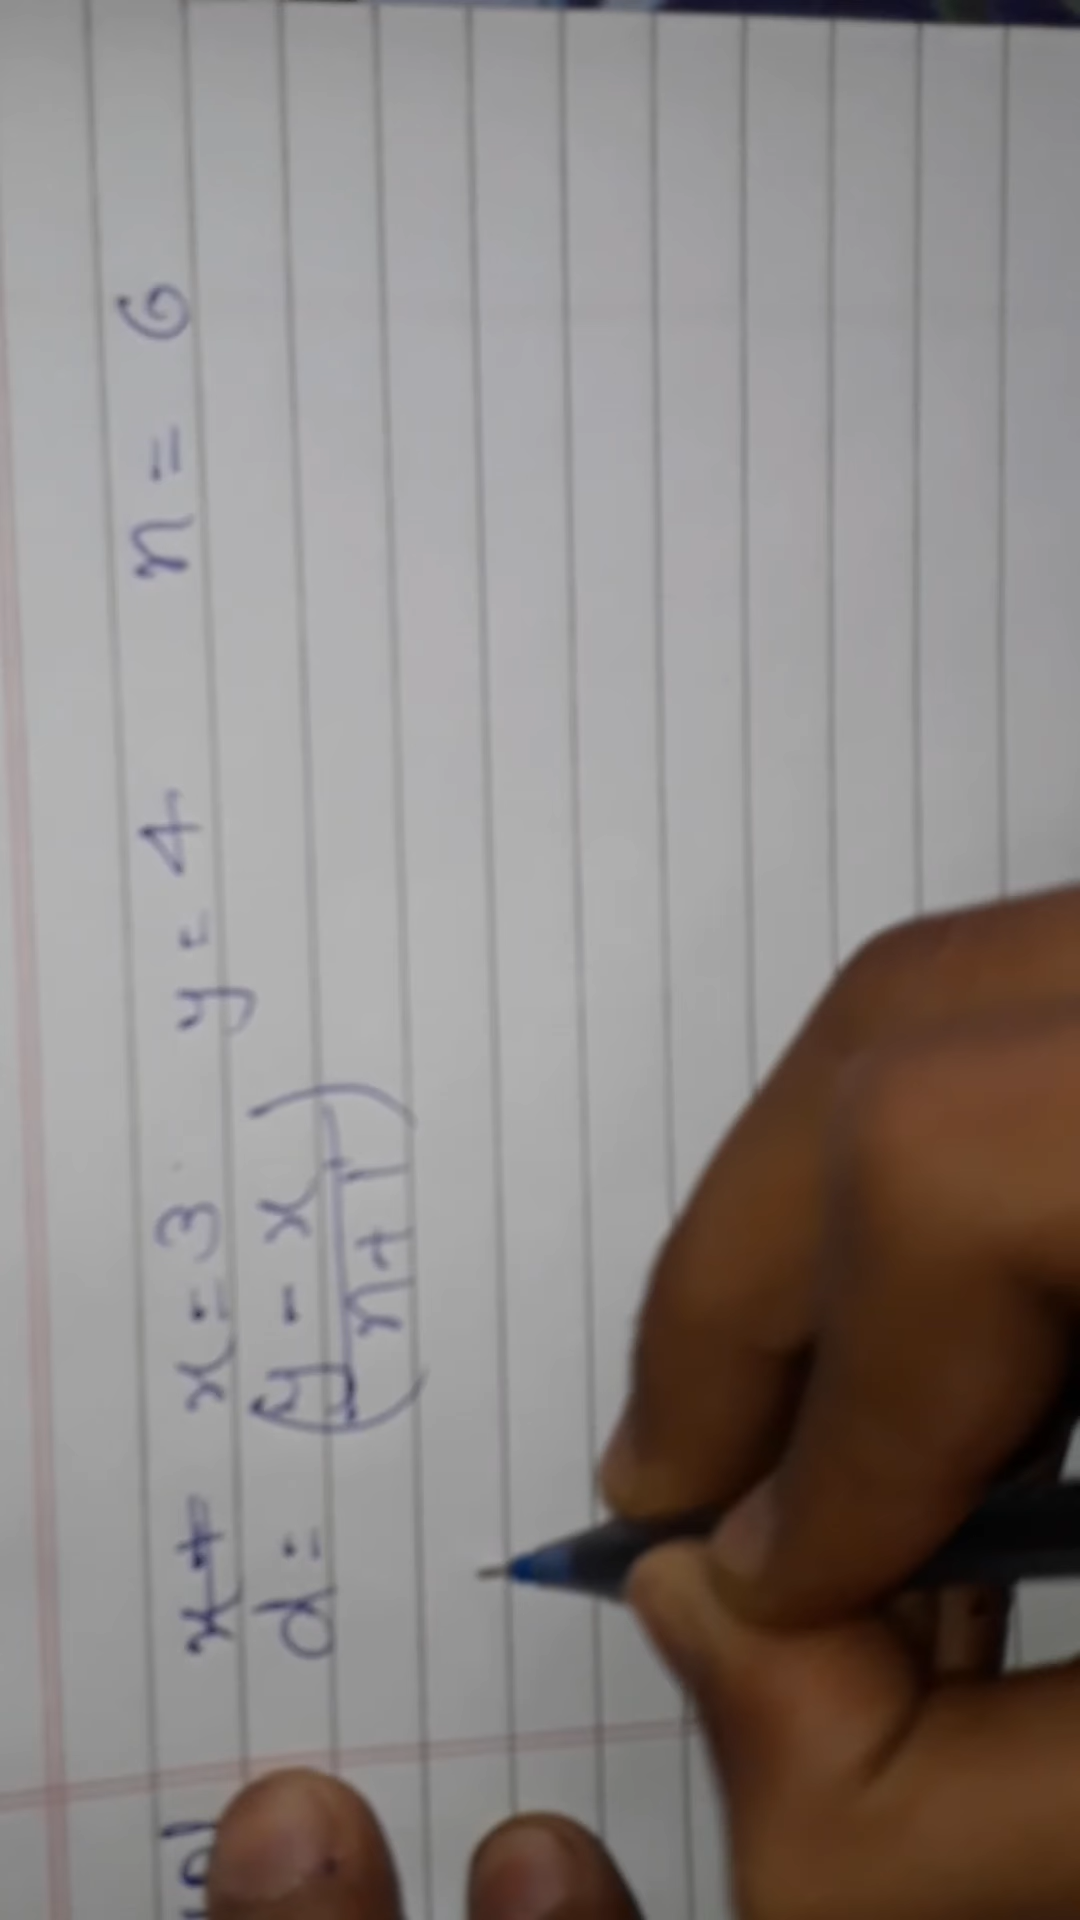 x+ x=3 y=4 n = 6
d= (y - x / n+1)